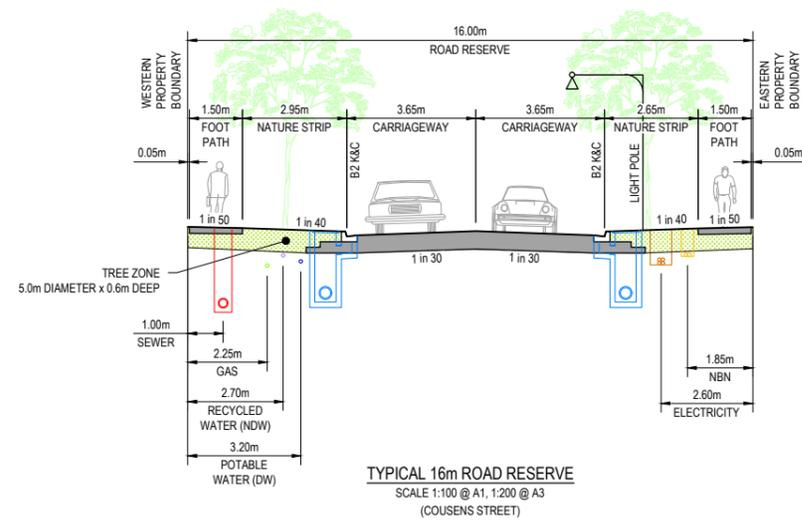 16.00m
ROAD RESERVE
WESTERN
PROPERTY
BOUNDARY
EASTERN
PROPERTY
BOUNDARY
1.50m
2.95m
3.65m
3.65m
2.65m
1.50m
FOOT
PATH
NATURE STRIP
CARRIAGEWAY
CARRIAGEWAY
NATURE STRIP
FOOT
PATH
0.05m
B2 K&C
B2 K&C
LIGHT POLE
0.05m
1 in 50
1 in 40
1 in 40
1 in 50
1 in 30
1 in 30
TREE ZONE
5.0m DIAMETER x 0.6m DEEP
1.00m
SEWER
2.25m
GAS
2.70m
RECYCLED
WATER (NDW)
3.20m
POTABLE
WATER (DW)
1.85m
NBN
2.60m
ELECTRICITY
TYPICAL 16m ROAD RESERVE
SCALE 1:100 @ A1, 1:200 @ A3
(COUSENS STREET)